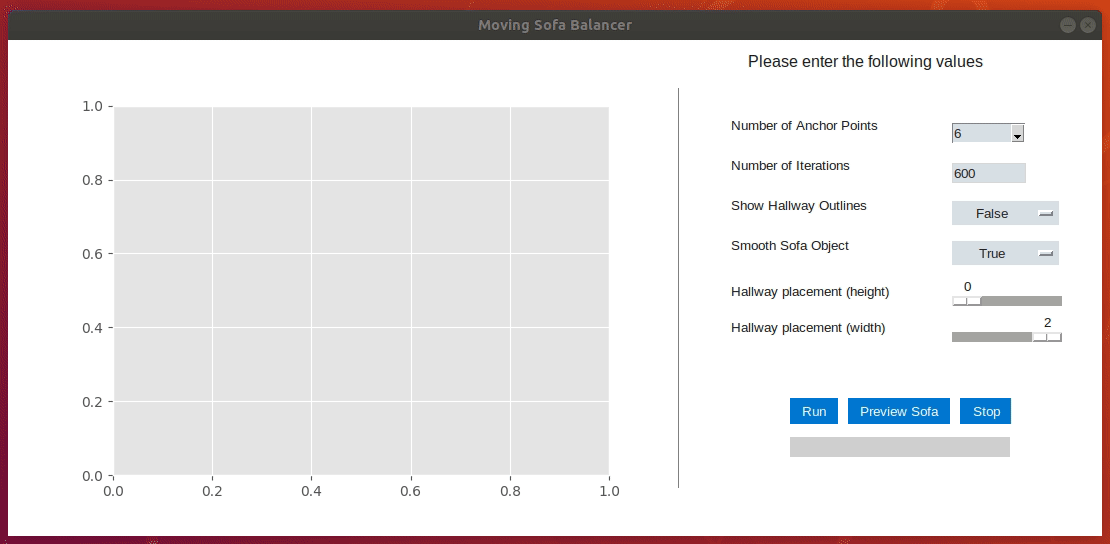 Moving Sofa Balancer
Please enter the following values
1.0
0.8
0.6
0.4
0.2
0.0
0.0 0.2 0.4 0.6 0.8 1.0
Number of Anchor Points 6
Number of Iterations 600
Show Hallway Outlines False
Smooth Sofa Object True
0
Hallway placement (height)
2
Hallway placement (width)
Run Preview Sofa Stop